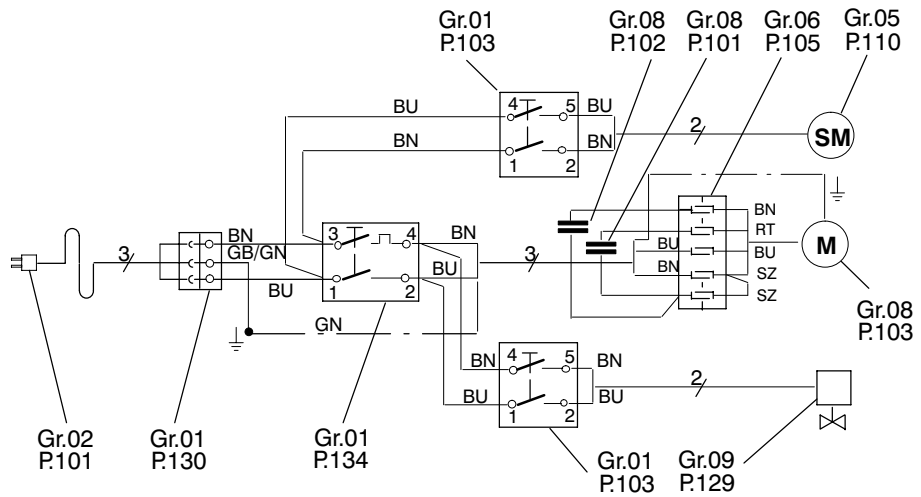 Gr.01
P.103
Gr.08
P.102
Gr.08
P.101
Gr.06
P.105
Gr.05
P.110
4 5
BU BU
BN BN
1 2
2
SM
3
BN
GB/GN
BU
3 4
1 2
BN
BU
3
BU
BN
BN
RT
BU
SZ
SZ
M
GN
4 5
BN BN
BU BU
1 2
2
Gr.08
P.103
Gr.02
P.101
Gr.01
P.130
Gr.01
P.134
Gr.01
P.103
Gr.09
P.129